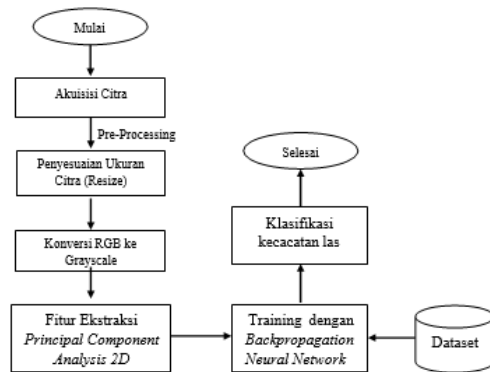 Mulai
Akuisisi Citra
Pre-Processing
Penyesuaian Ukuran
Citra (Resize)
Konversi RGB ke
Grayscale
Fitur Ekstraksi
Principal Component
Analysis 2D
Training dengan
Backpropagation
Neural Network
Dataset
Klasifikasi
kecacatan las
Selesai